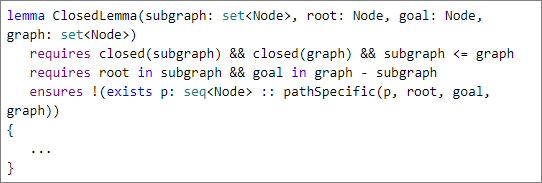 lemma ClosedLemma(subgraph: set<Node>, root: Node, goal: Node,
graph: set<Node>)
   requires closed(subgraph) && closed(graph) && subgraph <= graph
   requires root in subgraph && goal in graph - subgraph
   ensures !(exists p: seq<Node> :: pathSpecific(p, root, goal,
graph))
{
   ...
}